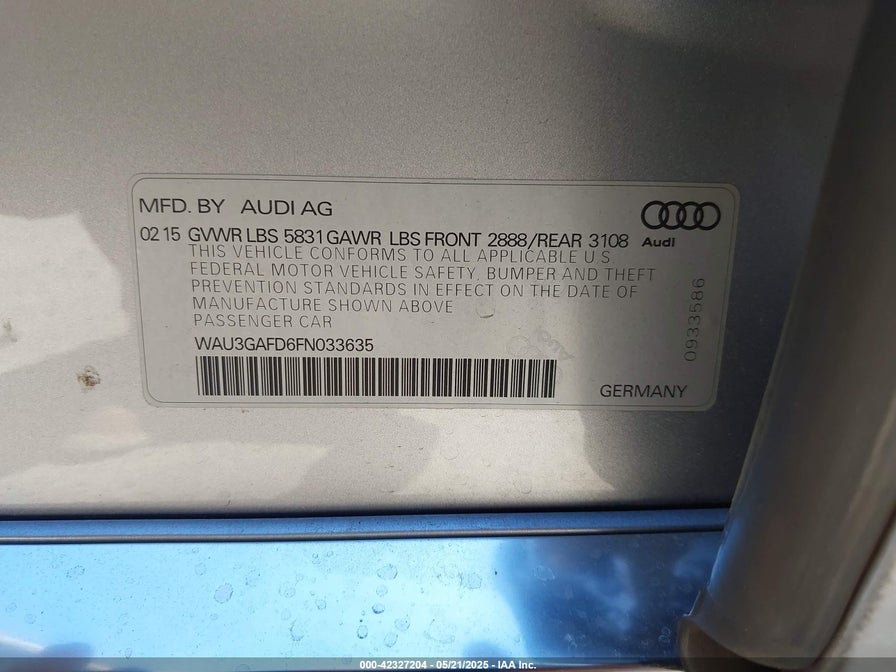 MFD. BY AUDI AG
02 15 GVWR LBS 5831 GAWR LBS FRONT 2888/REAR 3108
Audi
THIS VEHICLE CONFORMS TO ALL APPLICABLE U S
FEDERAL MOTOR VEHICLE SAFETY, BUMPER AND THEFT
PREVENTION STANDARDS IN EFFECT ON THE DATE OF
MANUFACTURE SHOWN ABOVE
PASSENGER CAR
WAU3GAFD6FN033635
0933586
Audi
GERMANY
000-42327204 - 05/21/2025 - IAA Inc.